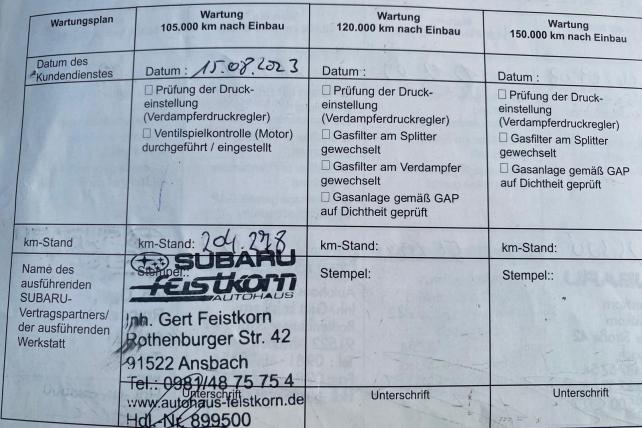 Wartungsplan
Wartung
105.000 km nach Einbau
Wartung
120.000 km nach Einbau
Wartung
150.000 km nach Einbau
Datum des
Kundendienstes
Datum : 15.08.2023
Datum :
Datum :
☐ Prüfung der Druck-
einstellung
(Verdampferdruckregler)
☐ Ventilspielkontrolle (Motor)
durchgeführt / eingestellt
☐ Prüfung der Druck-
einstellung
(Verdampferdruckregler)
☐ Gasfilter am Splitter
gewechselt
☐ Gasfilter am Verdampfer
gewechselt
☐ Gasanlage gemäß GAP
auf Dichtheit geprüft
☐ Prüfung der Druck-
einstellung
(Verdampferdruckregler)
☐ Gasfilter am Splitter
gewechselt
☐ Gasanlage gemäß GAP
auf Dichtheit geprüft
km-Stand
km-Stand: 204.278
km-Stand:
km-Stand:
Name des
ausführenden
SUBARU-
Vertragspartners/
der ausführenden
Werkstatt
Stempel::
SUBARU
feistkorn
AUTOHAUS
Inh. Gert Feistkorn
Rothenburger Str. 42
91522 Ansbach
Tel.: 0981/48 75 75 4
www.autohaus-feistkorn.de
Hdl.-Nr. 899500
Unterschrift
Stempel:
Unterschrift
Stempel::
Unterschrift